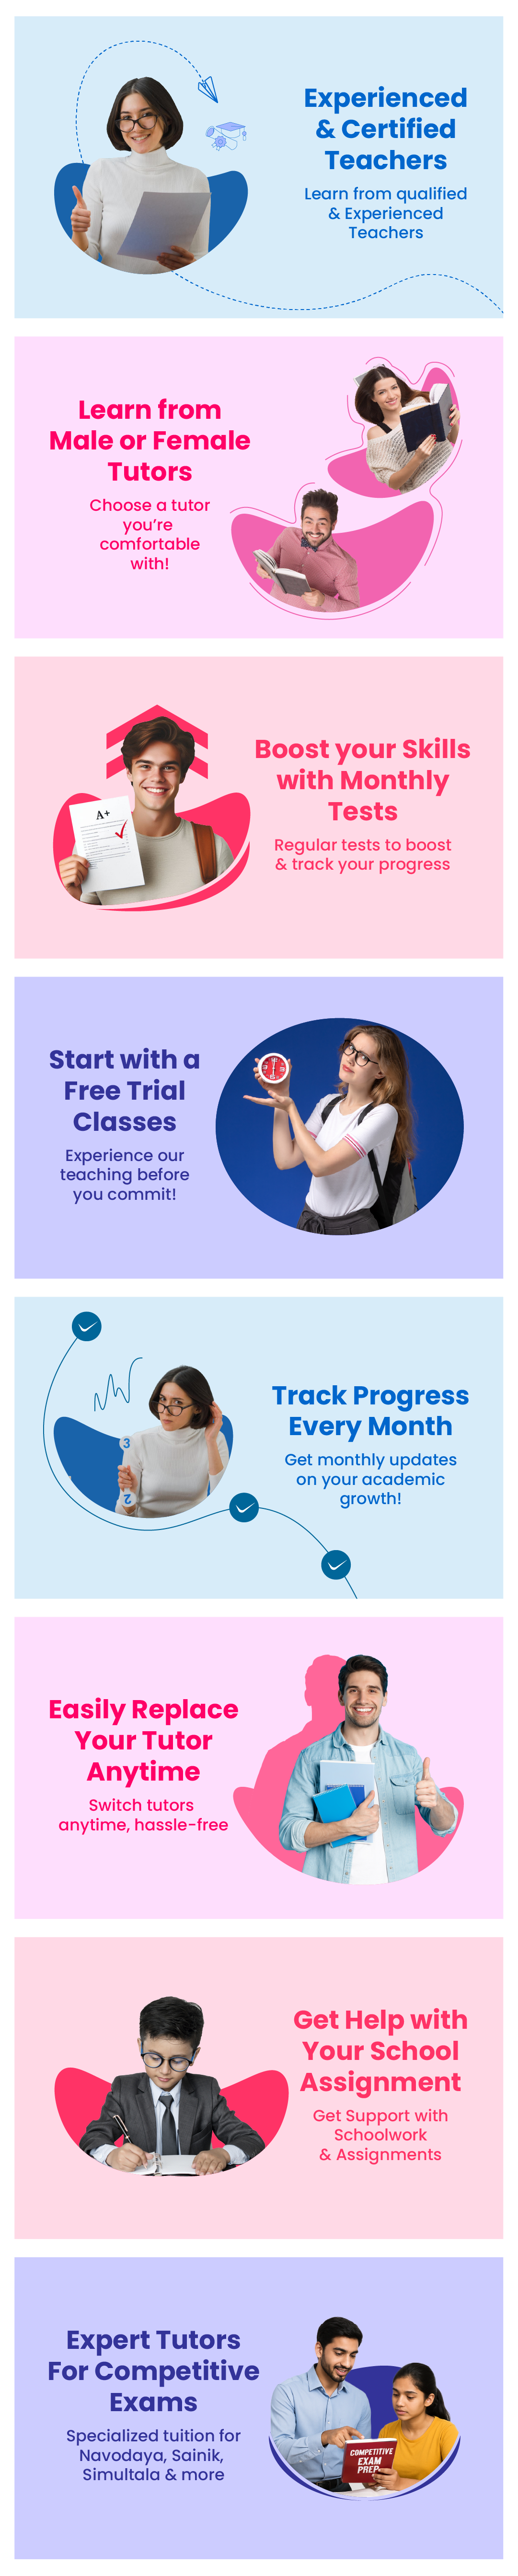 Experienced
& Certified
Teachers
Learn from qualified
& Experienced
Teachers
Learn from
Male or Female
Tutors
Choose a tutor
you're
comfortable
with!
A+
Boost your Skills
with Monthly
Tests
Regular tests to boost
& track your progress
Start with a
Free Trial
Classes
Experience our
teaching before
you commit!
3
2
Track Progress
Every Month
Get monthly updates
on your academic
growth!
Easily Replace
Your Tutor
Anytime
Switch tutors
anytime, hassle-free
Get Help with
Your School
Assignment
Get Support with
Schoolwork
& Assignments
Expert Tutors
For Competitive
Exams
Specialized tuition for
Navodaya, Sainik,
Simultala & more
COMPETITIVE
EXAM
PREP